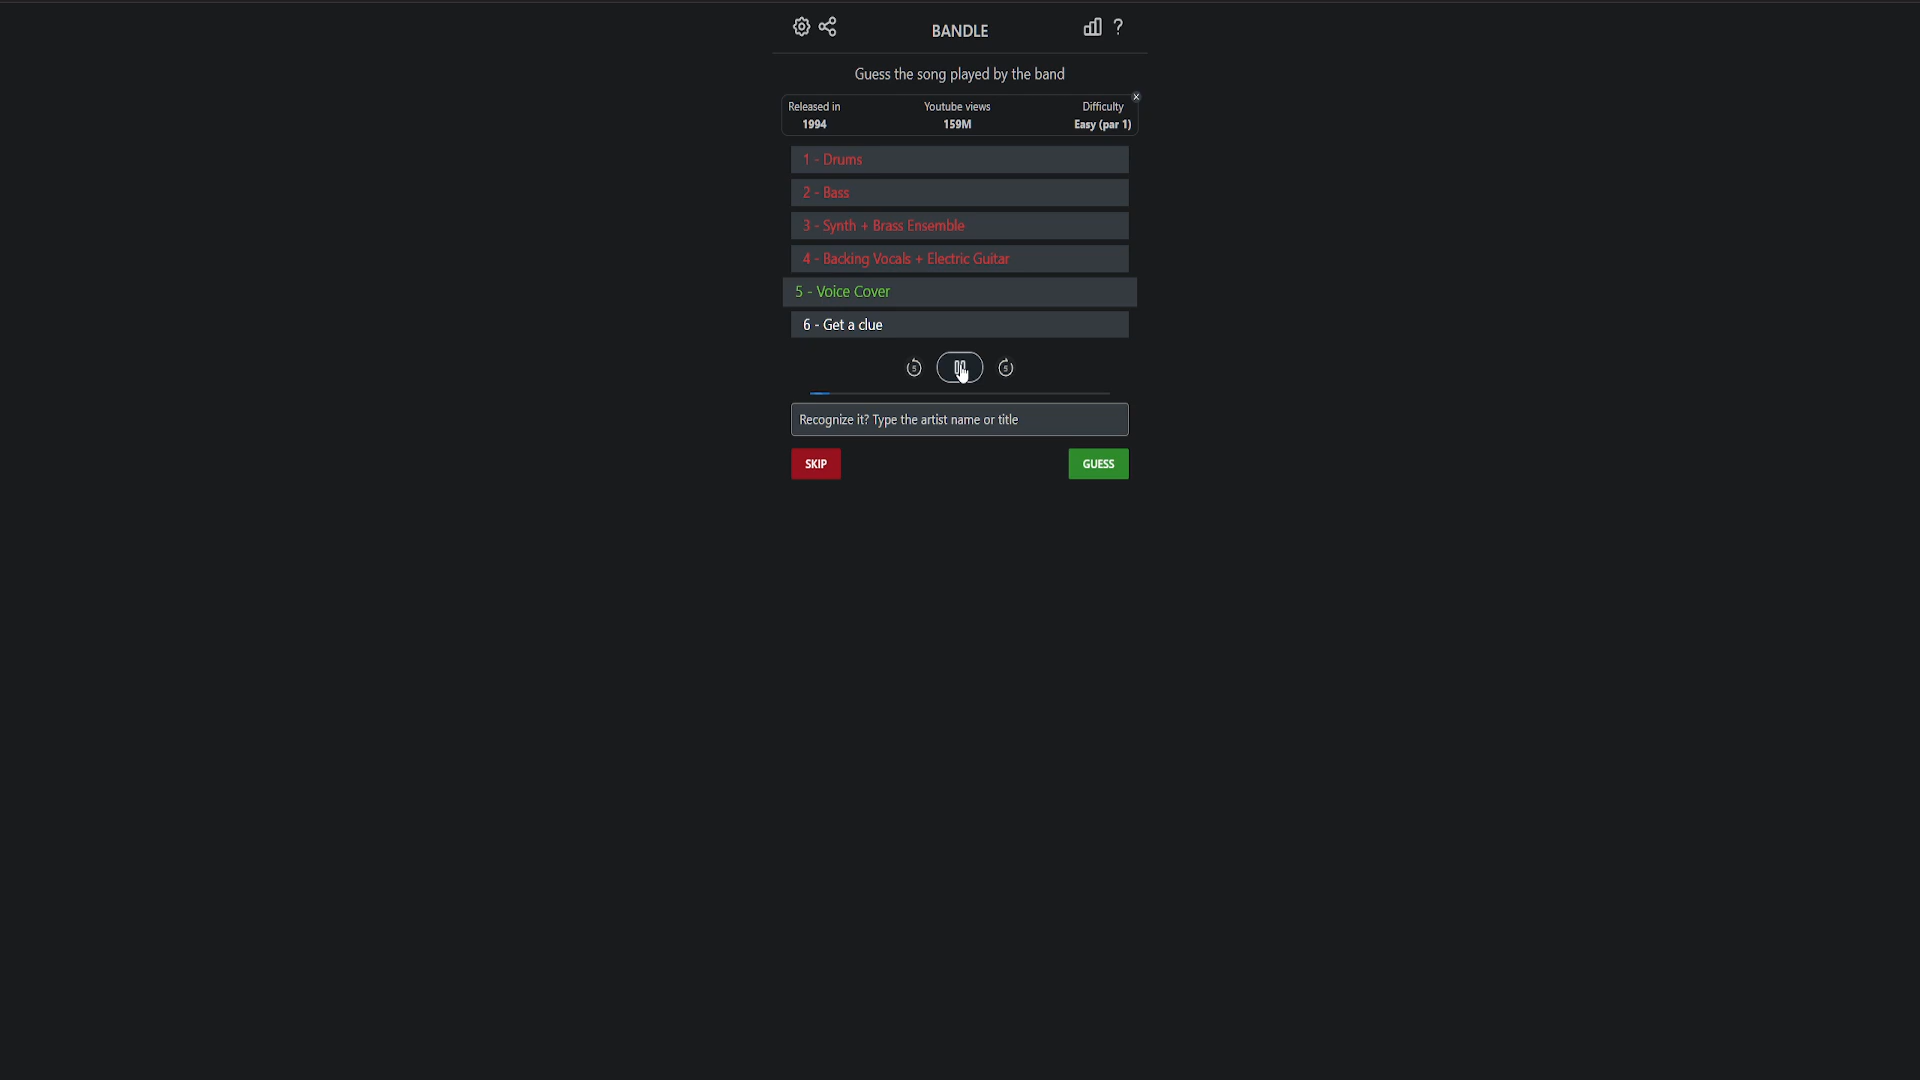 BANDLE
?
Guess the song played by the band
Released in
1994
Youtube views
159M
Difficulty
Easy (par 1)
1 - Drums
2 - Bass
3 - Synth + Brass Ensemble
4 - Backing Vocals + Electric Guitar
5 - Voice Cover
6 - Get a clue
5
5
Recognize it? Type the artist name or title
SKIP
GUESS